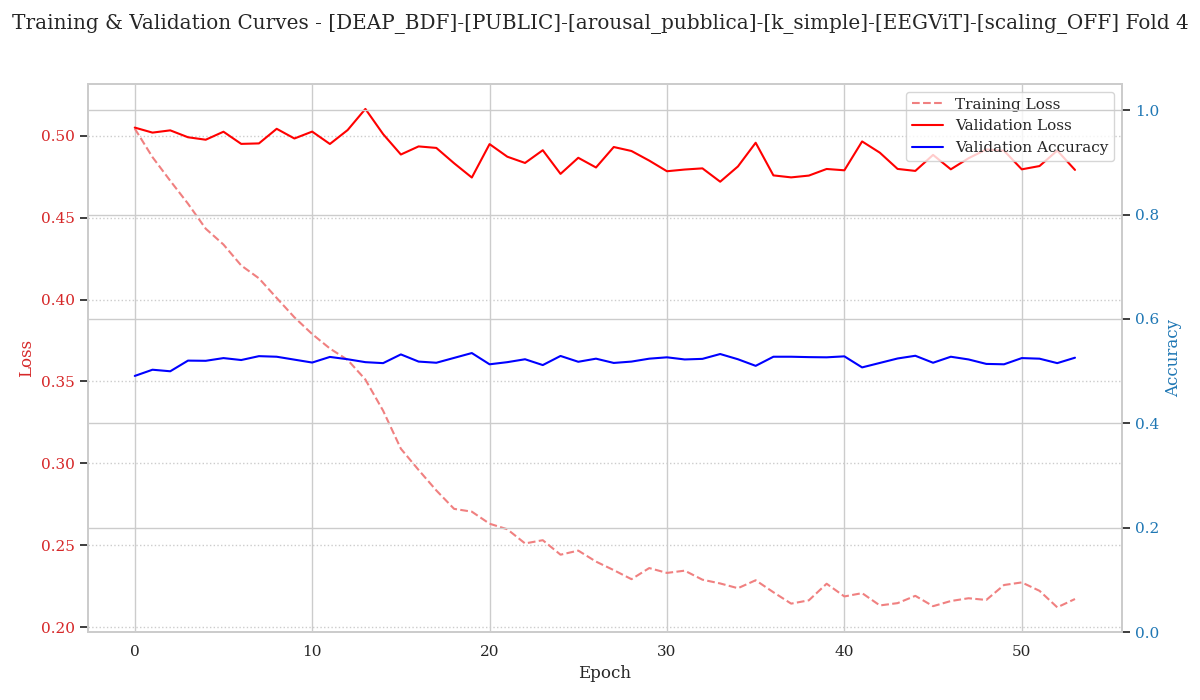 Training & Validation Curves - [DEAP_BDF]-[PUBLIC]-[arousal_pubblica]-[k_simple]-[EEGViT]-[scaling_OFF] Fold 4
Training Loss
Validation Loss
Validation Accuracy
Loss
0.50
0.45
0.40
0.35
0.30
0.25
0.20
1.0
0.8
0.6
0.4
0.2
0.0
Accuracy
0
10
20
30
40
50
Epoch